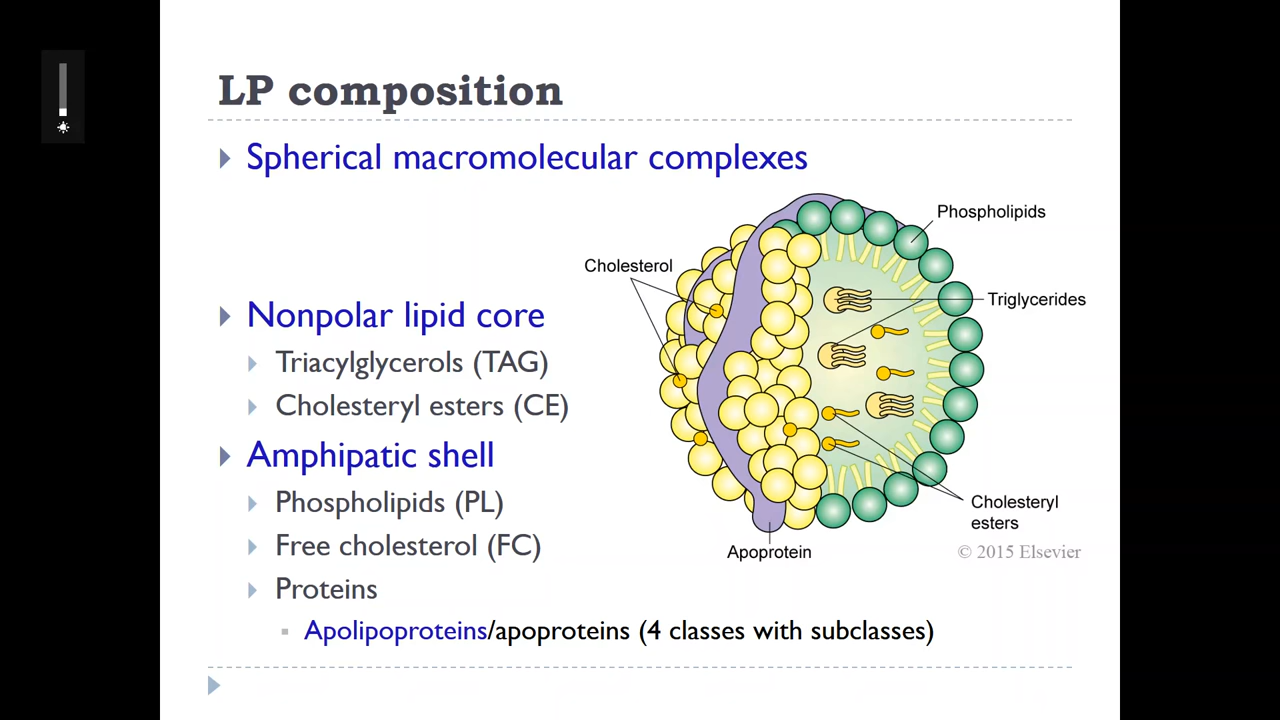 LP composition
Spherical macromolecular complexes
Nonpolar lipid core
Triacylglycerols (TAG)
Cholesteryl esters (CE)
Amphipatic shell
Phospholipids (PL)
Free cholesterol (FC)
Proteins
Apolipoproteins/apoproteins (4 classes with subclasses)
Phospholipids
Cholesterol
Triglycerides
Cholesteryl
esters
Apoprotein
© 2015 Elsevier